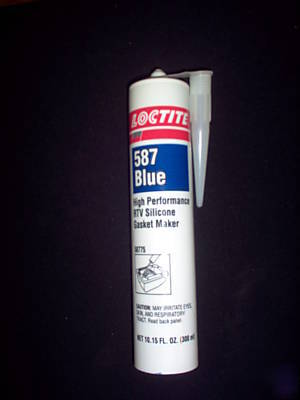 LOCTITE
587
Blue
High Performance
RTV Silicone
Gasket Maker
58775
CAUTION: MAY IRRITATE EYES,
SKIN, AND RESPIRATORY
TRACT. Read back panel.
NET 10.15 FL. OZ. (300 ml)